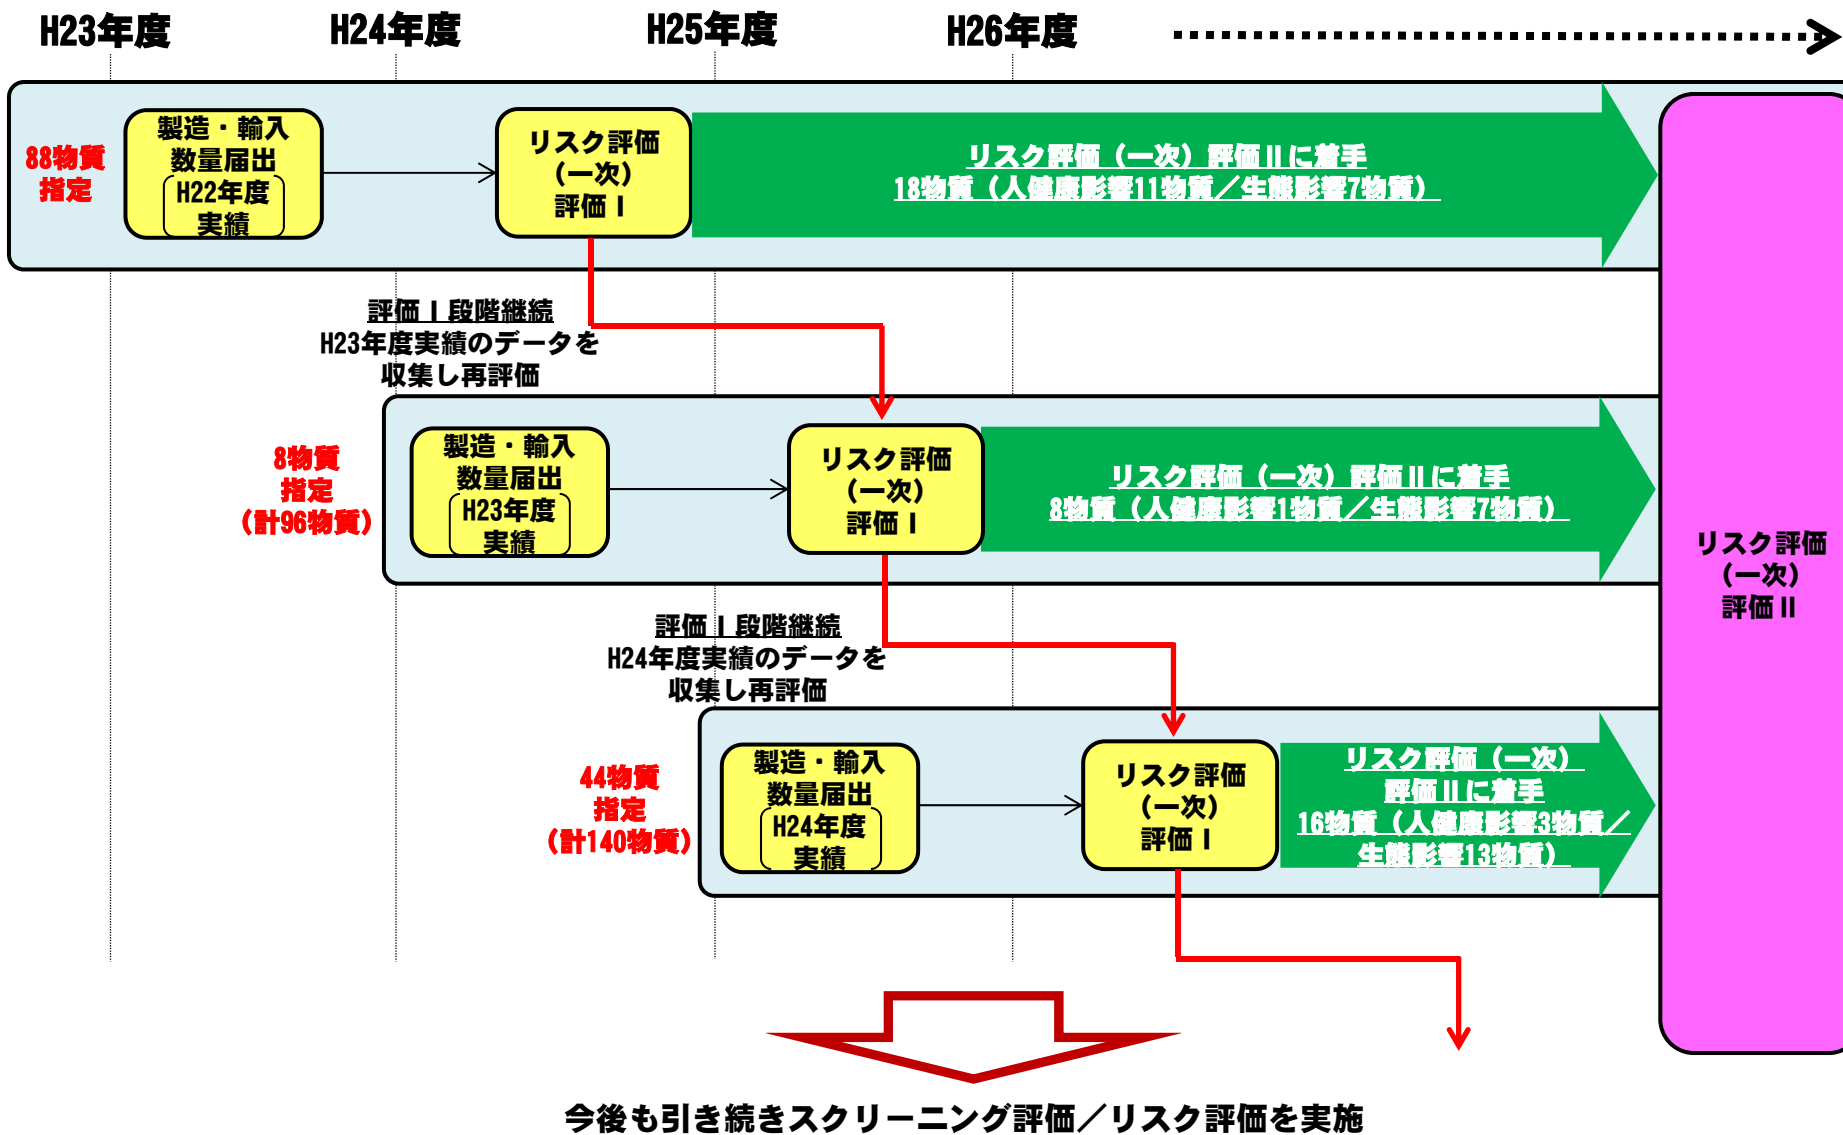 H23年度
H24年度
H25年度
H26年度
88物質
指定
製造・輸入
数量届出
H22年度
実績
リスク評価
(一次)
評価Ⅰ
リスク評価（一次）評価Ⅱに着手
18物質（人健康影響11物質／生態影響7物質）
評価Ⅰ段階継続
H23年度実績のデータを
収集し再評価
8物質
指定
(計96物質)
製造・輸入
数量届出
H23年度
実績
リスク評価
(一次)
評価Ⅰ
リスク評価（一次）評価Ⅱに着手
8物質（人健康影響1物質／生態影響7物質）
評価Ⅰ段階継続
H24年度実績のデータを
収集し再評価
44物質
指定
(計140物質)
製造・輸入
数量届出
H24年度
実績
リスク評価
(一次)
評価Ⅰ
リスク評価（一次）
評価Ⅱに着手
16物質（人健康影響3物質／
生態影響13物質）
リスク評価
(一次)
評価Ⅱ
今後も引き続きスクリーニング評価／リスク評価を実施